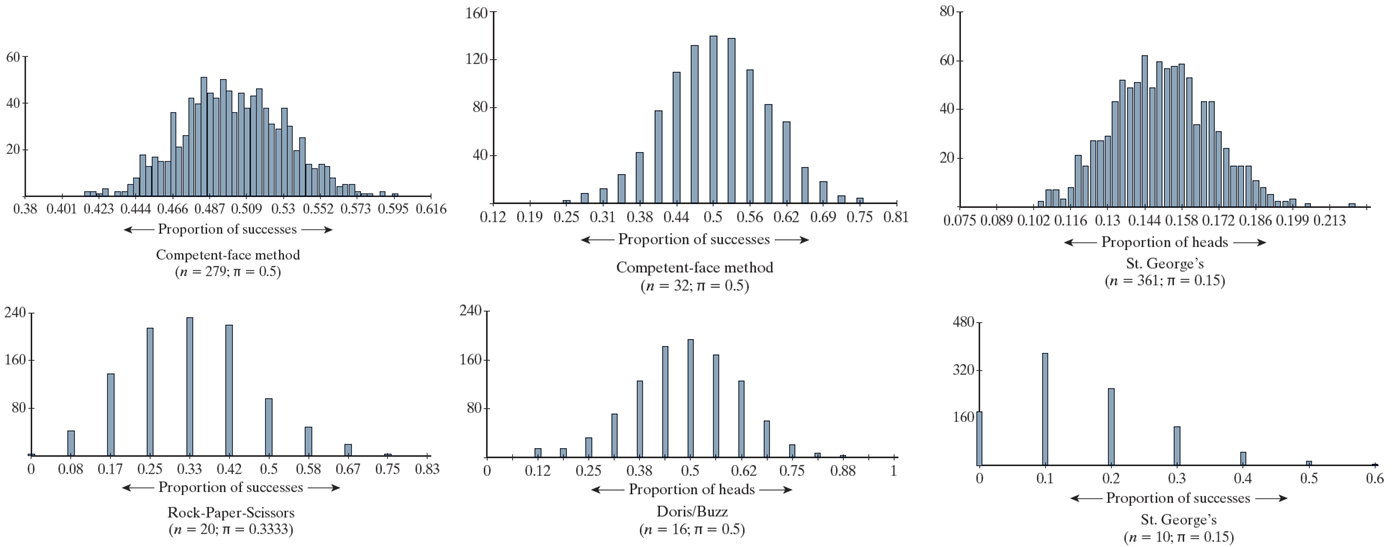 60
40
20
0.38 0.401 0.423 0.444 0.466 0.487 0.509 0.53 0.552 0.573 0.595 0.616
Proportion of successes
Competent-face method
(n = 279; π = 0.5)
160
120
80
40
0.12 0.19 0.25 0.31 0.38 0.44 0.5 0.56 0.62 0.69 0.75 0.81
Proportion of successes
Competent-face method
(n = 32; π = 0.5)
80
60
40
20
0.075 0.089 0.102 0.116 0.13 0.144 0.158 0.172 0.186 0.199 0.213
Proportion of heads
St. George's
(n = 361; π = 0.15)
240
160
80
0 0.08 0.17 0.25 0.33 0.42 0.5 0.58 0.67 0.75 0.83
Proportion of successes
Rock-Paper-Scissors
(n = 20; π = 0.3333)
240
160
80
0 0.12 0.25 0.38 0.5 0.62 0.75 0.88 1
Proportion of heads
Doris/Buzz
(n = 16; π = 0.5)
480
320
160
0 0.1 0.2 0.3 0.4 0.5 0.6
Proportion of successes
St. George's
(n = 10; π = 0.15)